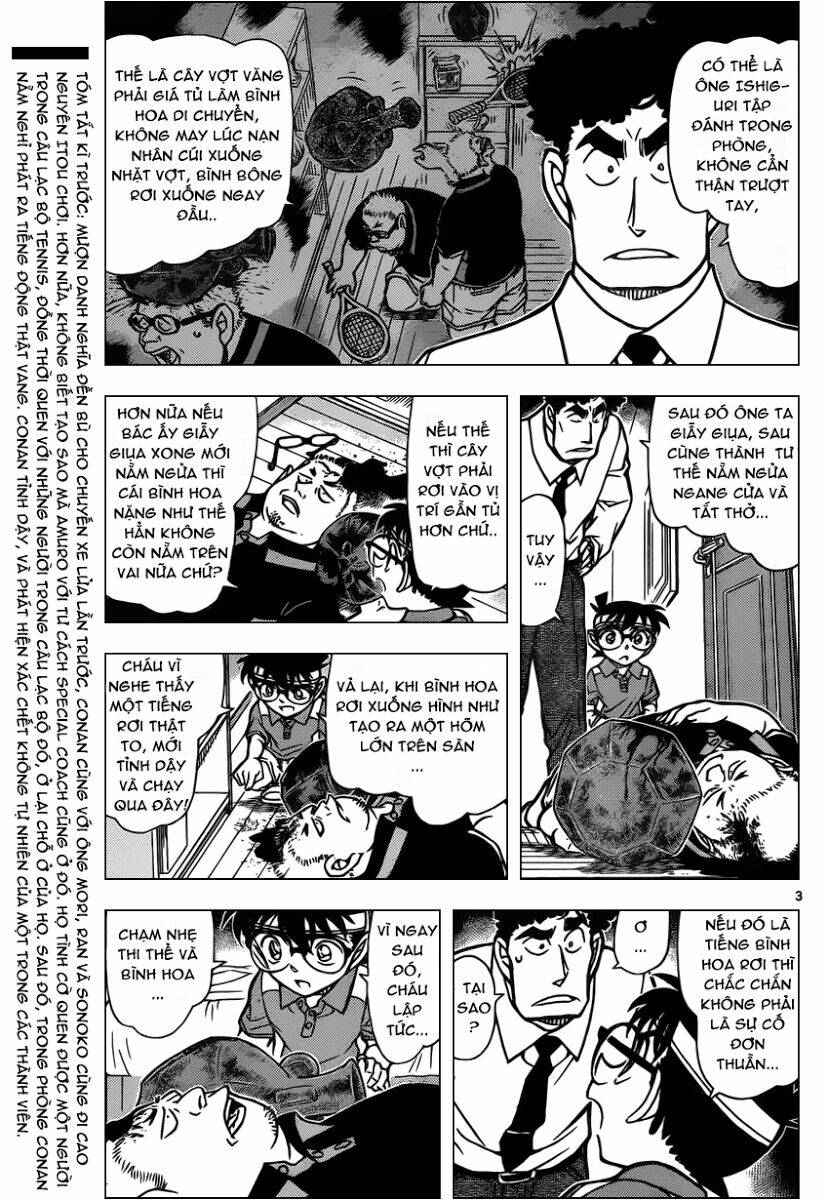 TÓM TẮT KÌ TRƯỚC: MƯỢN DANH NGHĨA ĐỀN BÙ CHO CHUYẾN XE LỬA LẦN TRƯỚC, CONAN CÙNG VỚI ÔNG MORI, RAN VÀ SONOKO CÙNG ĐI CAO
NGUYÊN ITOU CHƠI. HƠN NỮA, KHÔNG BIẾT TẠO SAO MÀ AMURO VỚI TƯ CÁCH SPECIAL COACH CŨNG Ở ĐÓ. HỌ TÌNH CỜ QUEN ĐƯỢC MỘT NGƯỜI
TRONG CÂU LẠC BỘ TENNIS, ĐỒNG THỜI QUEN VỚI NHỮNG NGƯỜI TRONG CÂU LẠC BỘ ĐÓ, Ở LẠI CHỖ Ở CỦA HỌ. SAU ĐÓ, TRONG PHÒNG CONAN
NẰM NGHỈ PHÁT RA TIẾNG ĐỘNG THẬT VANG. CONAN TỈNH DẬY, VÀ PHÁT HIỆN XÁC CHẾT KHÔNG TỰ NHIÊN CỦA MỘT TRONG CÁC THÀNH VIÊN.
CÓ THỂ LÀ
ÔNG ISHIG-
URI TẬP
ĐÁNH TRONG
PHÒNG,
KHÔNG CẨN
THẬN TRƯỢT
TAY,
THẾ LÀ CÂY VỢT VĂNG
PHẢI GIÁ TỦ LÀM BÌNH
HOA DI CHUYỂN,
KHÔNG MAY LÚC NẠN
NHÂN CÚI XUỐNG
NHẶT VỢT, BÌNH BÔNG
RƠI XUỐNG NGAY
ĐẦU..
SAU ĐÓ ÔNG TA
GIẪY GIỤA, SAU
CÙNG THÀNH TƯ
THẾ NẰM NGỬA
NGANG CỬA VÀ
TẮT THỞ...
TUY
VẬY
...
NẾU THẾ
THÌ CÂY
VỢT PHẢI
RƠI VÀO VỊ
TRÍ GẦN TỦ
HƠN CHỨ..
HƠN NỮA NẾU
BÁC ẤY GIẪY
GIỤA XONG MỚI
NẰM NGỬA THÌ
CÁI BÌNH HOA
NẶNG NHƯ THẾ
HẲN KHÔNG
CÒN NẰM TRÊN
VAI NỮA CHỨ?
VẢ LẠI, KHI BÌNH HOA
RƠI XUỐNG HÌNH NHƯ
TẠO RA MỘT HÕM
LỚN TRÊN SÀN
...
CHÁU VÌ
NGHE THẤY
MỘT TIẾNG
RƠI THẬT
TO, MỚI
TỈNH DẬY
VÀ CHẠY
QUA ĐÂY!
3
NẾU ĐÓ LÀ
TIẾNG BÌNH
HOA RƠI THÌ
CHẮC CHẮN
KHÔNG PHẢI
LÀ SỰ CỐ
ĐƠN
THUẦN...
Ơ
...
TẠI
SAO?
VÌ NGAY
SAU
ĐÓ,
CHÁU
LẬP
TỨC...
CHẠM NHẸ
THI THỂ VÀ
BÌNH HOA
...